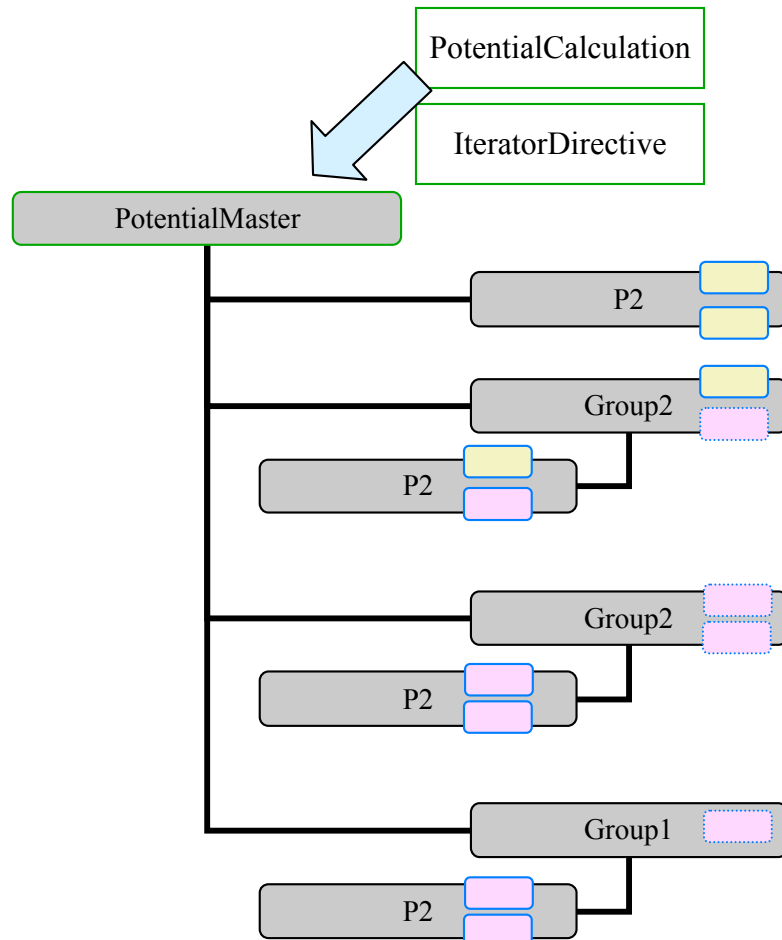 PotentialCalculation
IteratorDirective
PotentialMaster
P2
Group2
P2
Group2
P2
Group1
P2